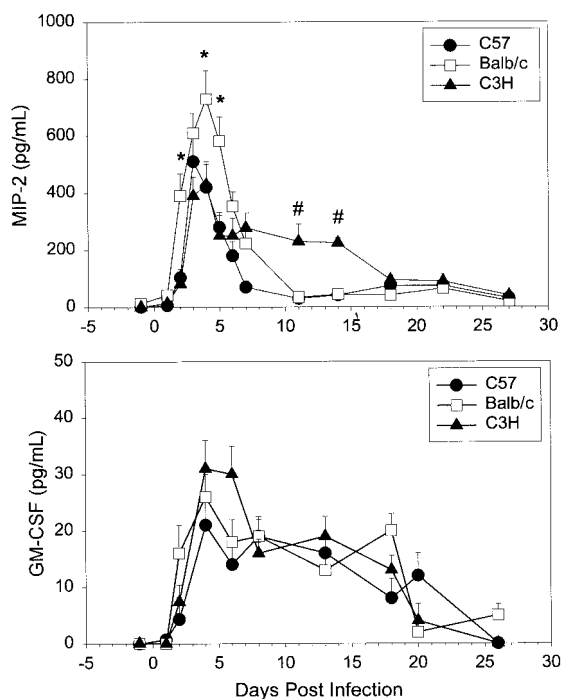 1000
800
600
400
200
0
MIP-2 (pg/mL)
C57
Balb/c
C3H
*
*
*
#
#
-5 0 5 10 15 20 25 30
50
40
30
20
10
0
GM-CSF (pg/mL)
C57
Balb/c
C3H
-5 0 5 10 15 20 25 30
Days Post Infection